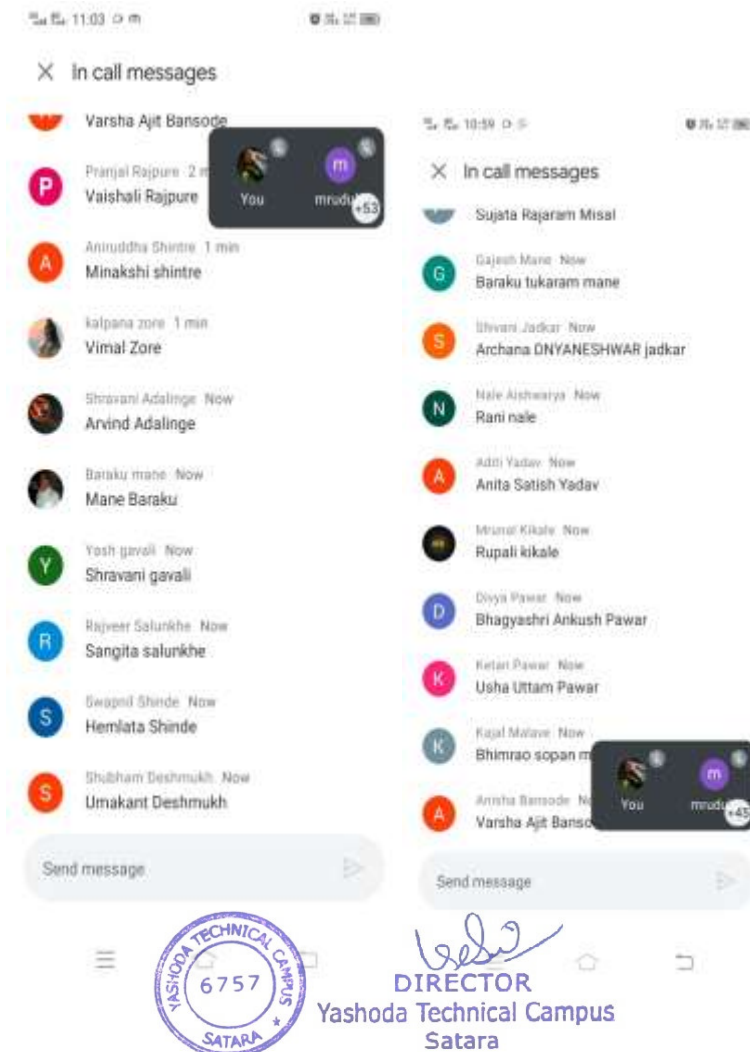 11:03
In call messages
Varsha Ajit Bansode
P
Pranjal Rajpure 2
Vaishali Rajpure
You
m
+53
A
Aniruddha Shintre 1 min
Minakshi shintre
kalpana zore 1 min
Vimal Zore
Shravani Adalinge Now
Arvind Adalinge
Baraku mane Now
Mane Baraku
Y
Yash gavali Now
Shravani gavali
R
Rajveer Salunkhe Now
Sangita salunkhe
S
Swapnil Shinde Now
Hemlata Shinde
S
Shubham Deshmukh Now
Umakant Deshmukh
Send message
10:59
In call messages
Sujata Rajaram Misal
G
Gajesh Mane Now
Baraku tukaram mane
S
Shivani Jadkar Now
Archana DNYANESHWAR jadkar
N
Nale Aishwarya Now
Rani nale
A
Aditi Yadav Now
Anita Satish Yadav
Mrunal Kikale Now
Rupali kikale
D
Divya Pawar Now
Bhagyashri Ankush Pawar
K
Ketan Pawar Now
Usha Uttam Pawar
K
Kajal Malave Now
Bhimrao sopan m
You
m
+45
A
Anisha Bansode
Varsha Ajit Banso
Send message
YASHODA TECHNICAL CAMPUS
6757
SATARA
DIRECTOR
Yashoda Technical Campus
Satara